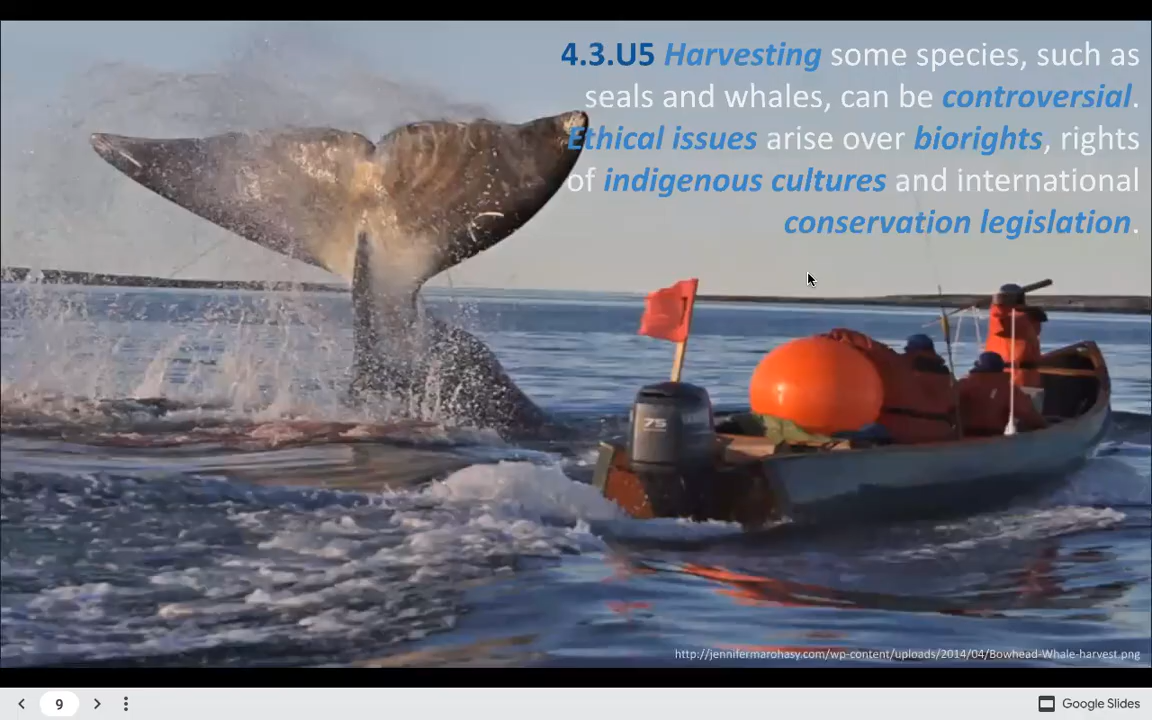 4.3.U5 Harvesting some species, such as
seals and whales, can be controversial.
Ethical issues arise over biorights, rights
of indigenous cultures and international
conservation legislation.
75
http://jennifermarohasy.com/wp-content/uploads/2014/04/Bowhead-Whale-harvest.png
9
Google Slides